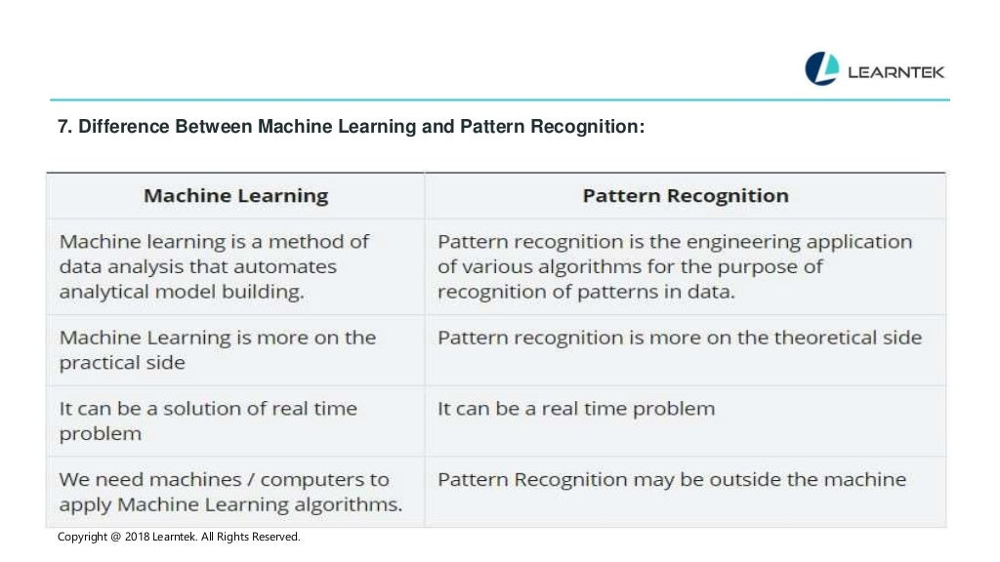 LEARNTEK
7. Difference Between Machine Learning and Pattern Recognition:
Machine Learning
Pattern Recognition
Machine learning is a method of
data analysis that automates
analytical model building.
Pattern recognition is the engineering application
of various algorithms for the purpose of
recognition of patterns in data.
Machine Learning is more on the
practical side
Pattern recognition is more on the theoretical side
It can be a solution of real time
problem
It can be a real time problem
We need machines / computers to
apply Machine Learning algorithms.
Pattern Recognition may be outside the machine
Copyright @ 2018 Learntek. All Rights Reserved.